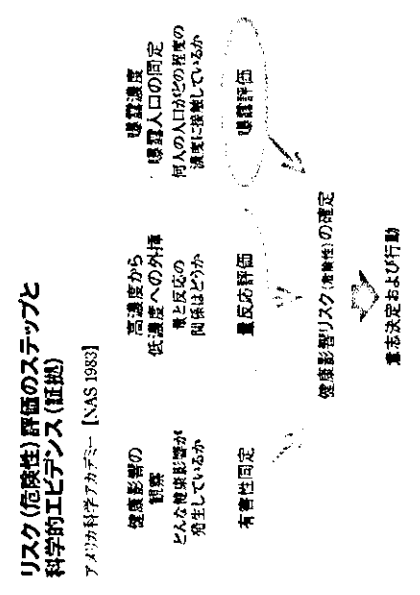 リスク(危険性)評価のステップと
科学的エビデンス(証拠)
アメリカ科学アカデミー [NAS 1983]
健康影響の
観察
どんな健康影響が
発生しているか
有害性同定
高濃度から
低濃度への外挿
量と反応の
関係はどうか
量反応評価
曝露濃度
曝露人口の同定
何人の人口がどの程度の
濃度に接触しているか
曝露評価
健康影響リスク(危険性)の確定
意志決定および行動